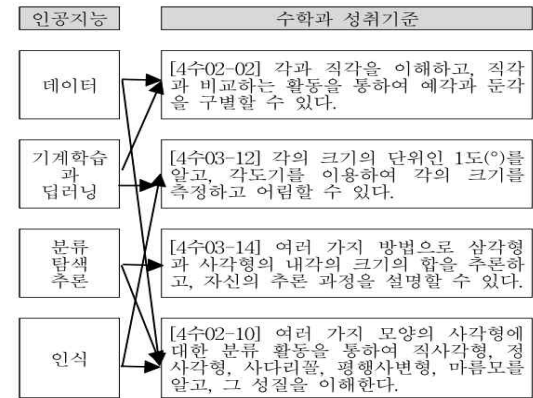 인공지능
수학과 성취기준
데이터
[4수02-02] 각과 직각을 이해하고, 직각
과 비교하는 활동을 통하여 예각과 둔각
을 구별할 수 있다.
기계학습
과
딥러닝
[4수03-12] 각의 크기의 단위인 1도(°)를
알고, 각도기를 이용하여 각의 크기를
측정하고 어림할 수 있다.
분류
탐색
추론
[4수03-14] 여러 가지 방법으로 삼각형
과 사각형의 내각의 크기의 합을 추론하
고, 자신의 추론 과정을 설명할 수 있다.
인식
[4수02-10] 여러 가지 모양의 사각형에
대한 분류 활동을 통하여 직사각형, 정
사각형, 사다리꼴, 평행사변형, 마름모를
알고, 그 성질을 이해한다.